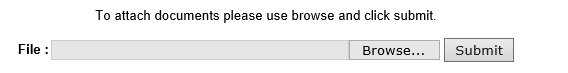 To attach documents please use browse and click submit.
File : Browse... Submit